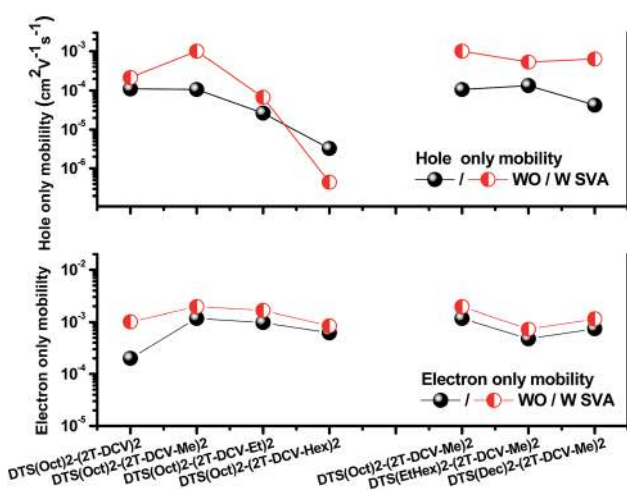 Hole only mobillity (cm²V⁻¹s⁻¹)
10⁻³
10⁻⁴
10⁻⁵
10⁻⁶
Hole only mobility
/ WO / W SVA
Electron only mobility
10⁻²
10⁻³
10⁻⁴
10⁻⁵
Electron only mobility
/ WO / W SVA
DTS(Oct)2-(2T-DCV)2
DTS(Oct)2-(2T-DCV-Me)2
DTS(Oct)2-(2T-DCV-Et)2
DTS(Oct)2-(2T-DCV-Hex)2
DTS(Oct)2-(2T-DCV-Me)2
DTS(EtHex)2-(2T-DCV-Me)2
DTS(Dec)2-(2T-DCV-Me)2